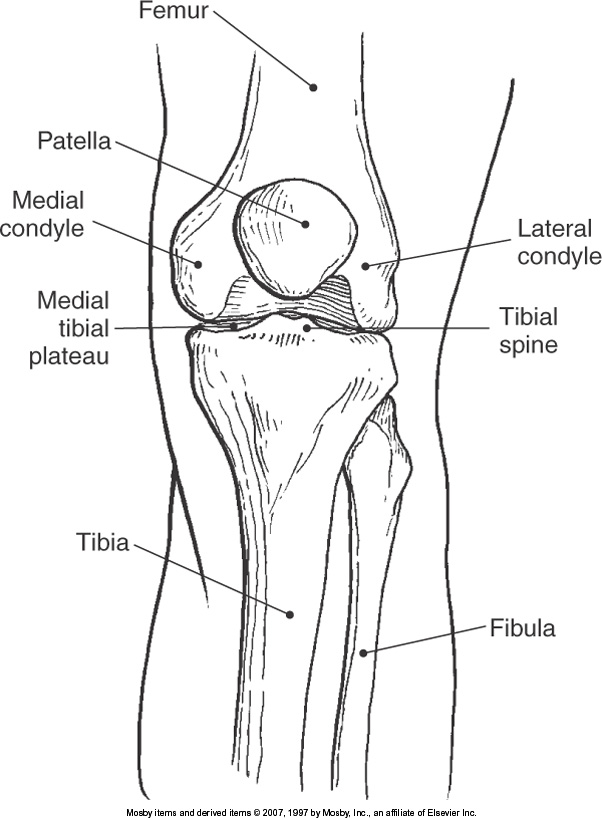 Femur
Patella
Medial
condyle
Lateral
condyle
Medial
tibial
plateau
Tibial
spine
Tibia
Fibula
Mosby items and derived items © 2007, 1997 by Mosby, Inc., an affiliate of Elsevier Inc.